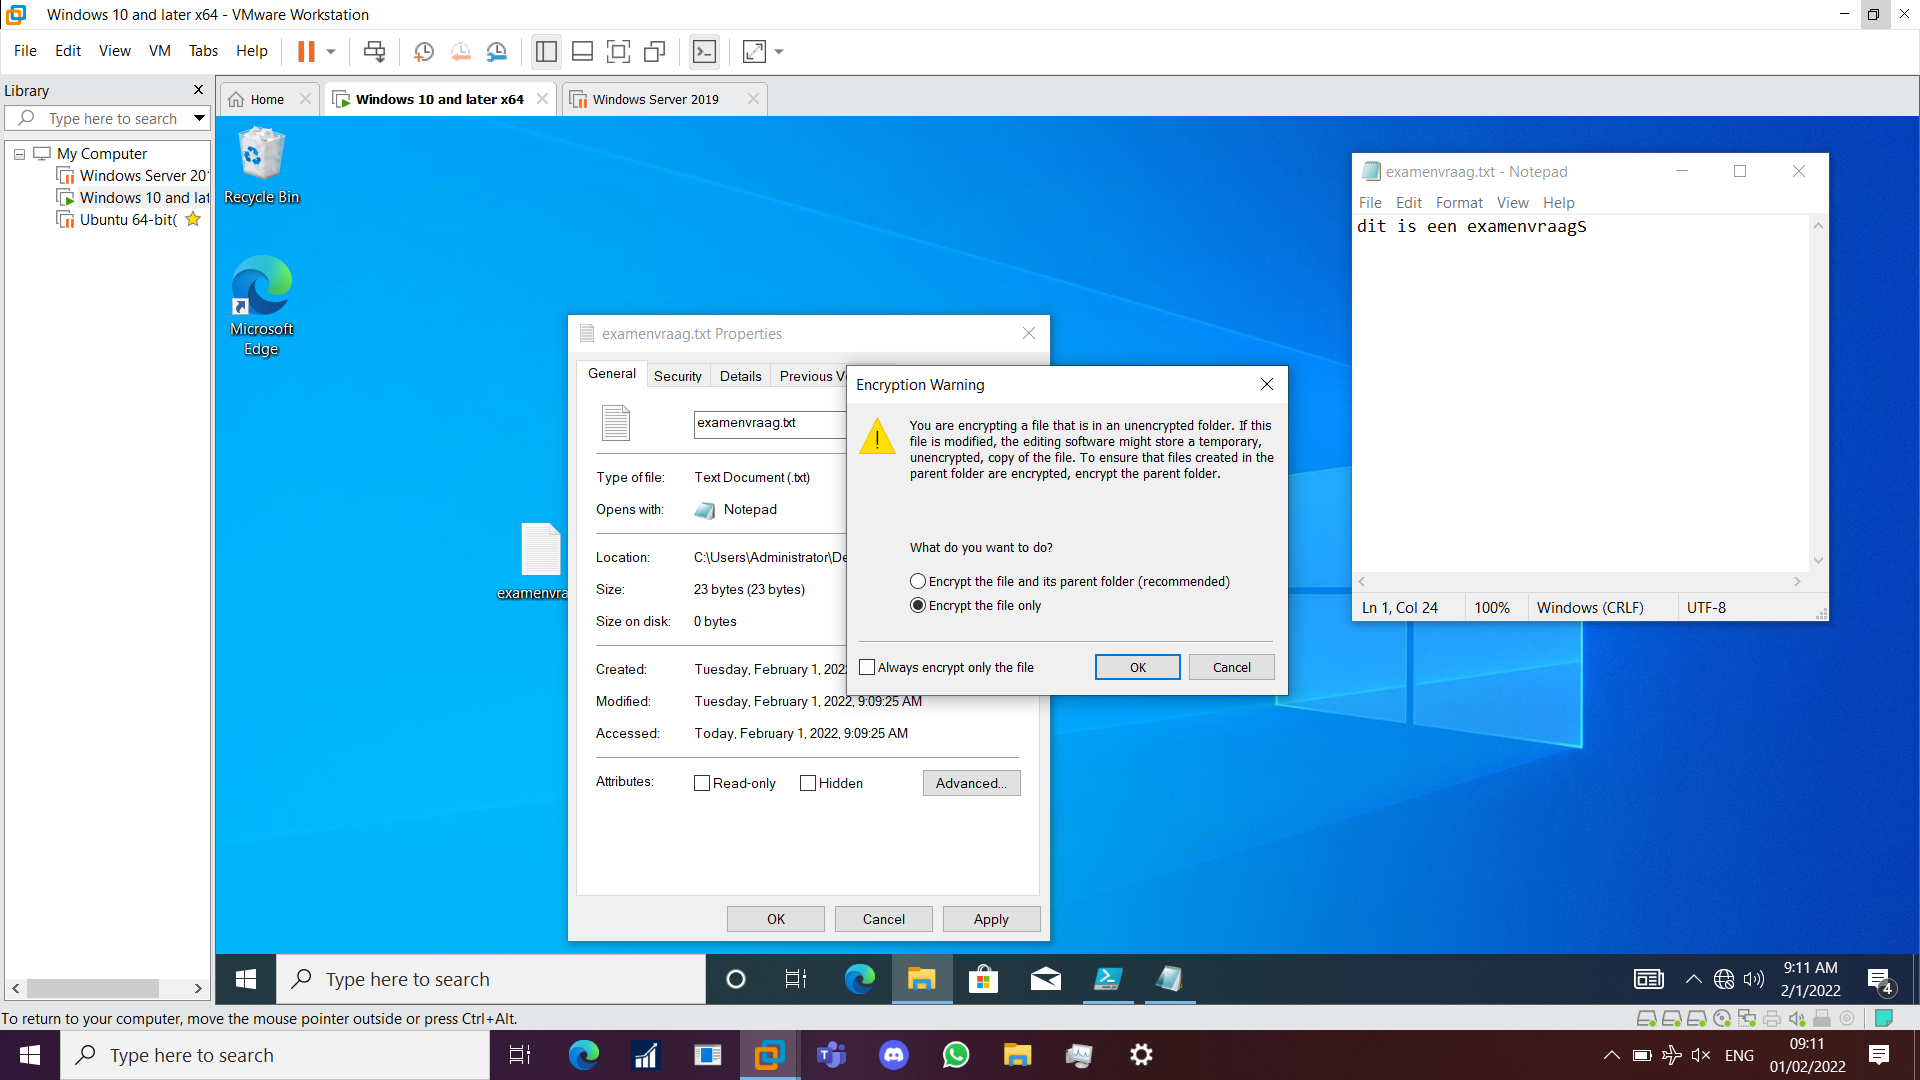 Windows 10 and later x64 - VMware Workstation
File Edit View VM Tabs Help
Library
Type here to search
My Computer
Windows Server 201
Windows 10 and lat
Ubuntu 64-bit(
Home
Windows 10 and later x64
Windows Server 2019
Recycle Bin
Microsoft
Edge
examenvra
examenvraag.txt - Notepad
File Edit Format View Help
dit is een examenvraagS
Ln 1, Col 24
100%
Windows (CRLF)
UTF-8
examenvraag.txt Properties
General
Security
Details
Previous Ve
examenvraag.txt
Type of file: Text Document (.txt)
Opens with: Notepad
Location: C:\Users\Administrator\De
Size: 23 bytes (23 bytes)
Size on disk: 0 bytes
Created: Tuesday, February 1, 202
Modified: Tuesday, February 1, 2022, 9:09:25 AM
Accessed: Today, February 1, 2022, 9:09:25 AM
Attributes: Read-only Hidden Advanced...
OK Cancel Apply
Encryption Warning
You are encrypting a file that is in an unencrypted folder. If this
file is modified, the editing software might store a temporary,
unencrypted, copy of the file. To ensure that files created in the
parent folder are encrypted, encrypt the parent folder.
What do you want to do?
Encrypt the file and its parent folder (recommended)
Encrypt the file only
Always encrypt only the file
OK Cancel
Type here to search
9:11 AM
2/1/2022
4
To return to your computer, move the mouse pointer outside or press Ctrl+Alt.
Type here to search
ENG
09:11
01/02/2022